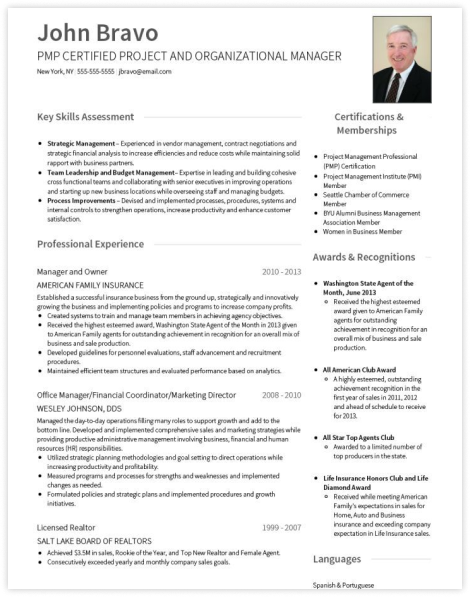 John Bravo
PMP CERTIFIED PROJECT AND ORGANIZATIONAL MANAGER
New York, NY 555-555-5555 jbravo@email.com
Key Skills Assessment
Strategic Management – Experienced in vendor management, contract negotiations and
strategic financial analysis to increase efficiencies and reduce costs while maintaining solid
rapport with business partners.
Team Leadership and Budget Management – Expertise in leading and building cohesive
cross functional teams and collaborating with senior executives in improving operations
and starting up new business locations while overseeing staff and managing budgets.
Process Improvements – Devised and implemented processes, procedures, systems and
internal controls to strengthen operations, increase productivity and enhance customer
satisfaction.
Professional Experience
Manager and Owner 2010 - 2013
AMERICAN FAMILY INSURANCE
Established a successful insurance business from the ground up, strategically and innovatively
growing the business and implementing policies and programs to insure continued success.
Created systems to train and manage team members in achieving agency objectives.
Received the highest esteemed award, Washington State Agent of the Month in 2013 given
to American Family Agents for outstanding achievement in recognition for an overall mix of
business and sale production.
Developed guidelines for personnel evaluations, staff advancement and recruitment
procedures.
Maintained efficient team structures and evaluated performance based on analytics.
Office Manager/Financial Coordinator/Marketing Director 2008 - 2010
WESLEY JOHNSON, DDS
Managed the day-to-day operations filling many roles to support growth and add to the
bottom line. Developed and implemented comprehensive sales and marketing strategies while
providing productive administrative management involving business, financial and human
resources (HR) responsibilities.
Utilized strategic planning methodologies and goal setting to direct operations while
increasing productivity and profitability.
Evaluated and measured processes for strengths and weaknesses and implemented
changes as needed.
Formulated policies and strategic plans and implemented procedures and growth
initiatives.
Licensed Realtor 1999 - 2007
SALT LAKE BOARD OF REALTORS
Achieved $3.5M in sales, Rookie of the Year, and Top New Realtor and Female Agent.
Consecutively recognized yearly as one of the company's top agents.
Certifications &
Memberships
Project Management Professional
(PMP) Certification
Project Management Institute (PMI)
Member
Seattle Chamber of Commerce
Member
BYU Alumni Business Management
Association Member
Women in Business Member
Awards & Recognitions
Washington State Agent of the
Month, June 2013
Received the highest esteemed
award given to American Family
Agents for outstanding
achievement in recognition for an
overall mix of business and sale
production.
All American Club Award
A highly esteemed, outstanding
achievement recognition in the
first year of sales in 2011, 2012
and ahead of schedule to receive
for 2013.
All Star Top Agents Club
Awarded to a limited number of
top producers in the state.
Life Insurance Honors Club and Life
Diamond Award
Received while meeting American
Family's expectations in sales for
Home, Auto and Business
insurance and exceeding company
expectation in Life Insurance sales.
Languages
Spanish & Portuguese